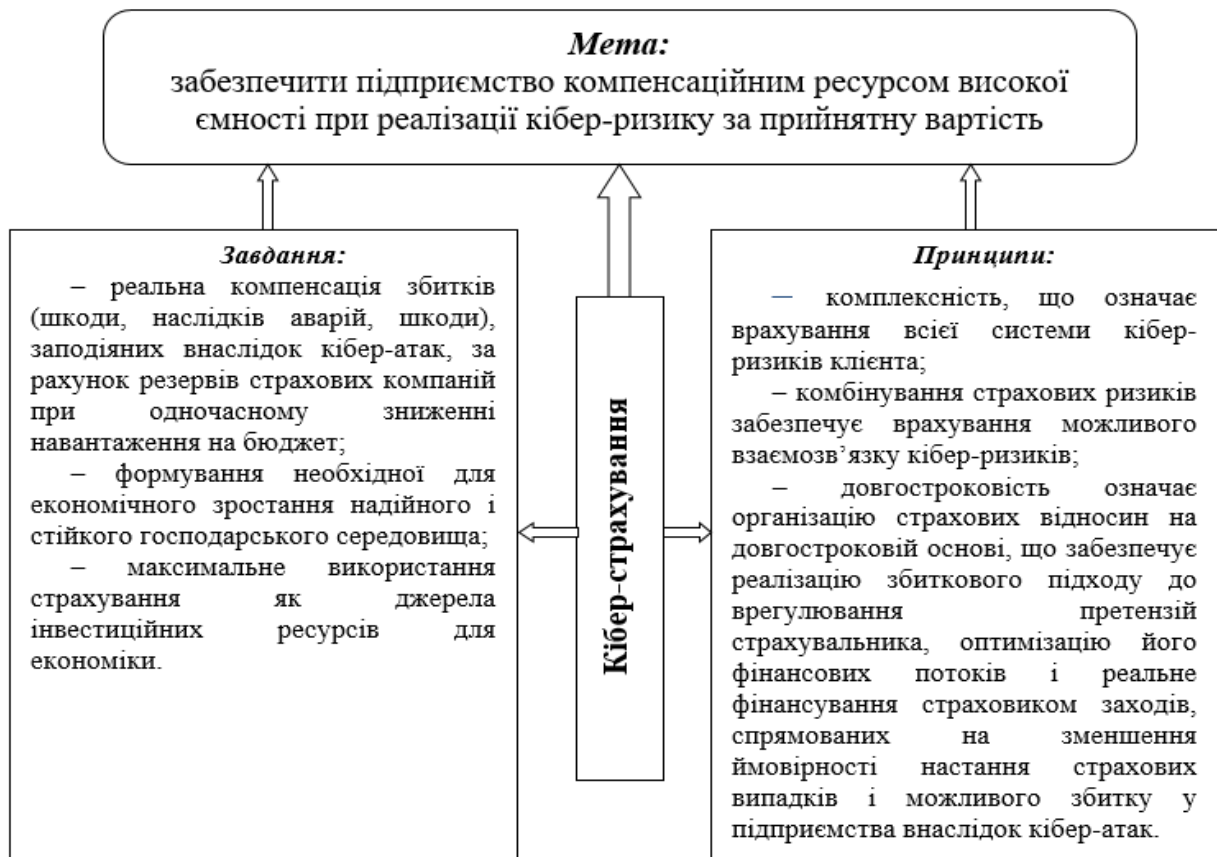 Мета:
забезпечити підприємство компенсаційним ресурсом високої
ємності при реалізації кібер-ризику за прийнятну вартість
Завдання:
– реальна компенсація збитків
(шкоди, наслідків аварій, шкоди),
заподіяних внаслідок кібер-атак, за
рахунок резервів страхових компаній
при одночасному зниженні
навантаження на бюджет;
– формування необхідної для
економічного зростання надійного і
стійкого господарського середовища;
– максимальне використання
страхування як джерела
інвестиційних ресурсів для
економіки.
Кібер-страхування
Принципи:
— комплексність, що означає
врахування всієї системи кібер-
ризиків клієнта;
– комбінування страхових ризиків
забезпечує врахування можливого
взаємозв’язку кібер-ризиків;
– довгостроковість означає
організацію страхових відносин на
довгостроковій основі, що забезпечує
реалізацію збиткового підходу до
врегулювання претензій
страхувальника, оптимізацію його
фінансових потоків і реальне
фінансування страховиком заходів,
спрямованих на зменшення
ймовірності настання страхових
випадків і можливого збитку у
підприємства внаслідок кібер-атак.